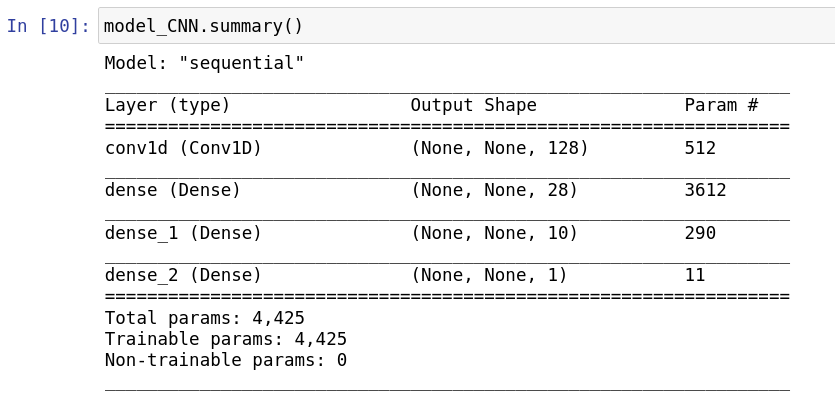 In [10]: model_CNN.summary()
Model: "sequential"
_________________________________________________________________
Layer (type)                 Output Shape              Param #
=================================================================
conv1d (Conv1D)              (None, None, 128)         512
_________________________________________________________________
dense (Dense)                (None, None, 28)          3612
_________________________________________________________________
dense_1 (Dense)              (None, None, 10)          290
_________________________________________________________________
dense_2 (Dense)              (None, None, 1)           11
=================================================================
Total params: 4,425
Trainable params: 4,425
Non-trainable params: 0
_________________________________________________________________